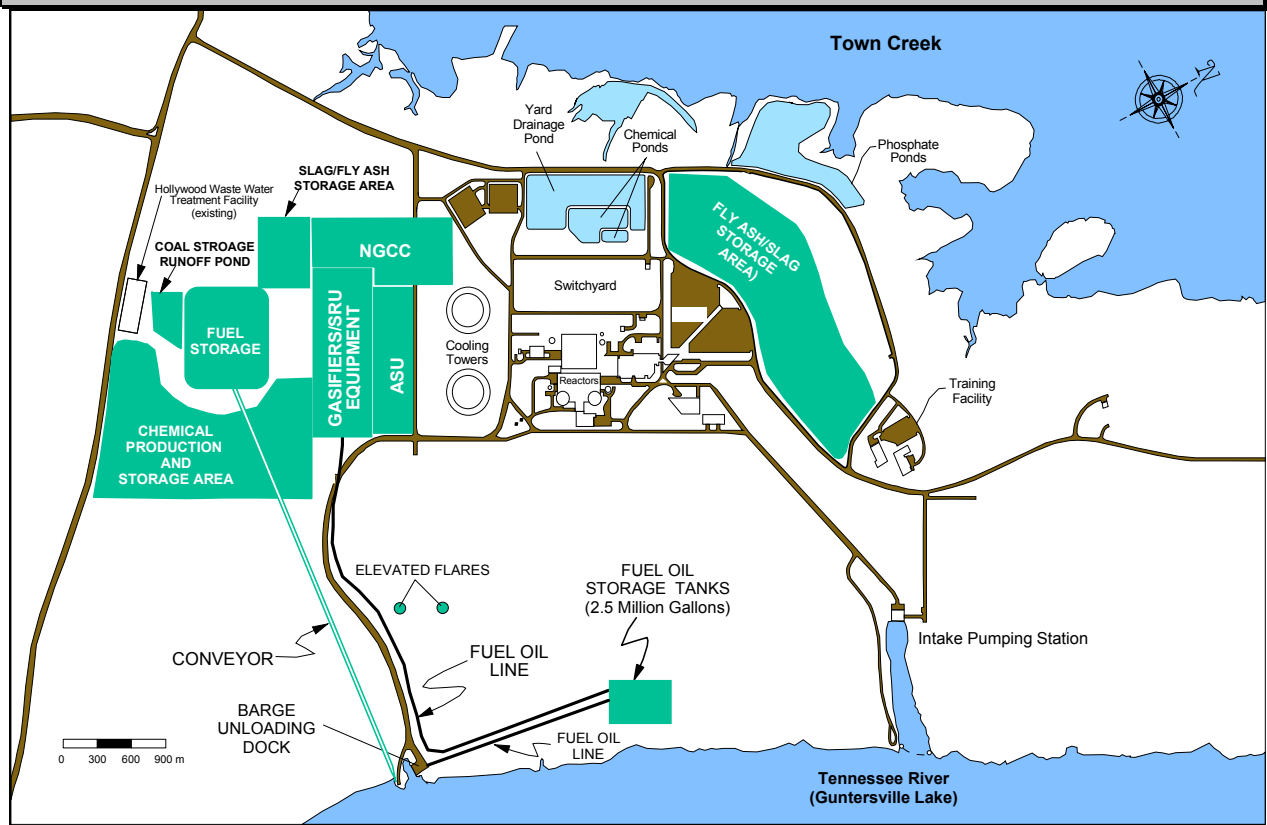 Town Creek
N
Yard
Drainage
Pond
Chemical
Ponds
Phosphate
Ponds
SLAG/FLY ASH
STORAGE AREA
Hollywood Waste Water
Treatment Facility
(existing)
COAL STROAGE
RUNOFF POND
NGCC
FLY ASH/SLAG
STORAGE
AREA)
Switchyard
FUEL
STORAGE
GASIFIERS/SRU
EQUIPMENT
ASU
Cooling
Towers
Reactors
Training
Facility
CHEMICAL
PRODUCTION
AND
STORAGE AREA
ELEVATED FLARES
FUEL OIL
STORAGE TANKS
(2.5 Million Gallons)
Intake Pumping Station
CONVEYOR
FUEL OIL
LINE
BARGE
UNLOADING
DOCK
FUEL OIL
LINE
0 300 600 900 m
Tennessee River
(Guntersville Lake)